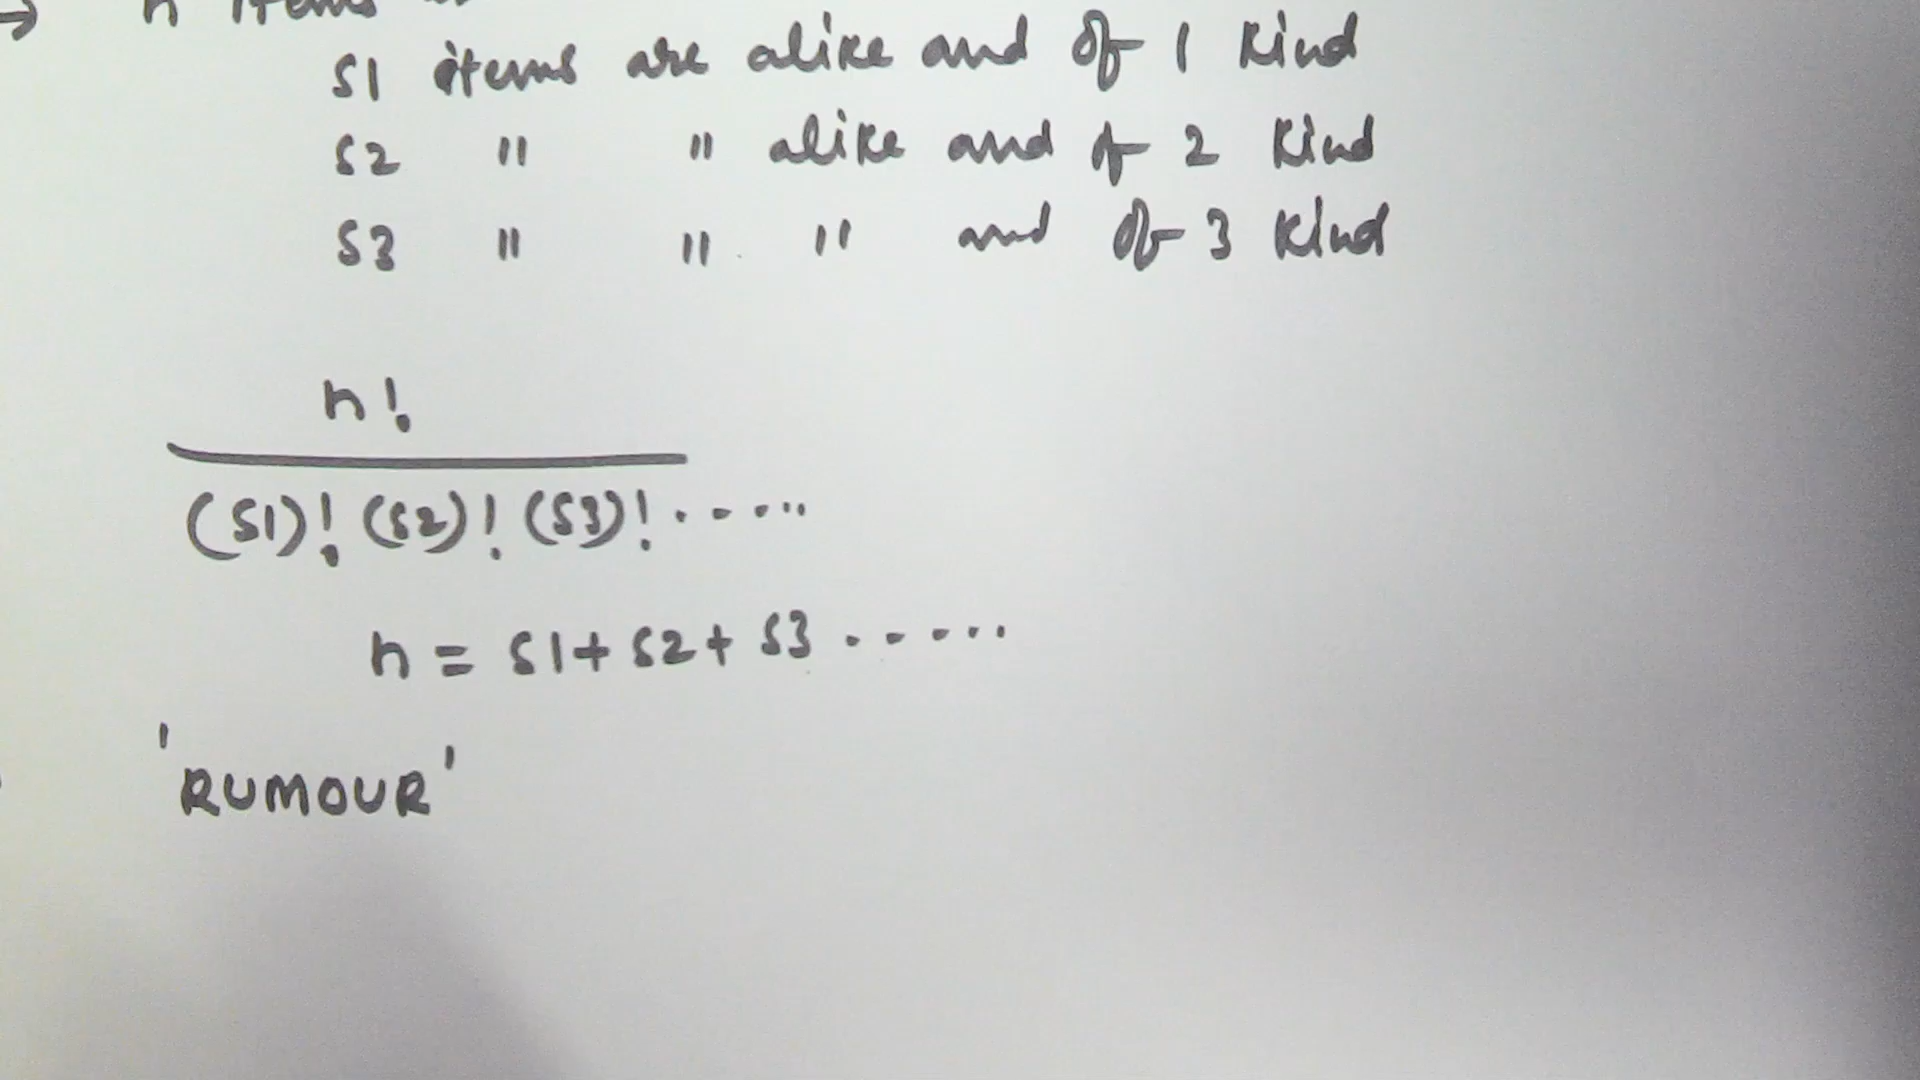 → n items
S1 items are alike and of 1 kind
S2 " " alike and of 2 kind
S3 " " " and of 3 kind
n!
(S1)! (S2)! (S3)! .....
n = S1 + S2 + S3 .....
'RUMOUR'